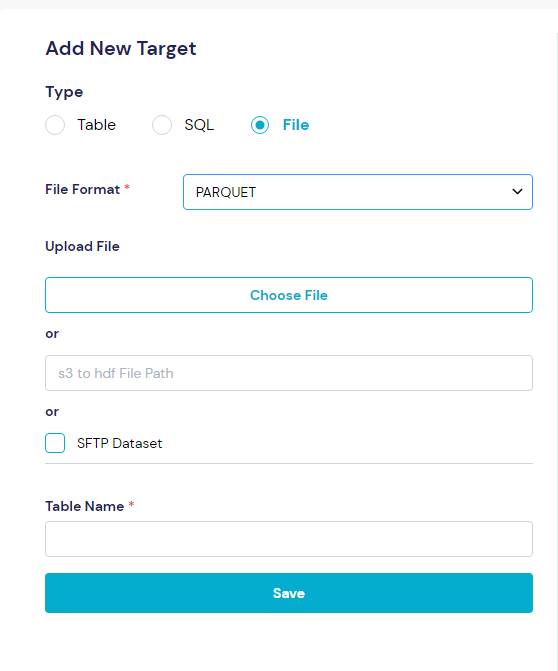 Add New Target
Type
Table SQL File
File Format * PARQUET
Upload File
Choose File
or
s3 to hdf File Path
or
SFTP Dataset
Table Name *
Save